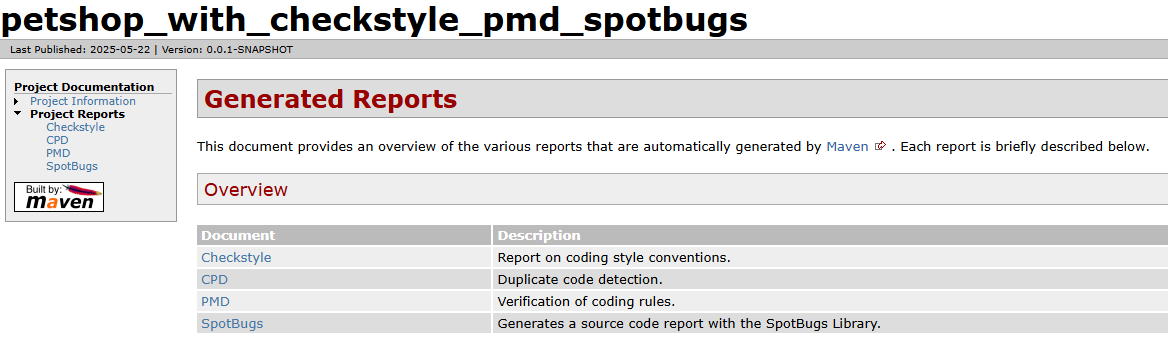 petshop_with_checkstyle_pmd_spotbugs
Last Published: 2025-05-22 | Version: 0.0.1-SNAPSHOT
Project Documentation
Project Information
Project Reports
Checkstyle
CPD
PMD
SpotBugs
Built by:
maven
Generated Reports
This document provides an overview of the various reports that are automatically generated by Maven . Each report is briefly described below.
Overview
Document Description
Checkstyle Report on coding style conventions.
CPD Duplicate code detection.
PMD Verification of coding rules.
SpotBugs Generates a source code report with the SpotBugs Library.